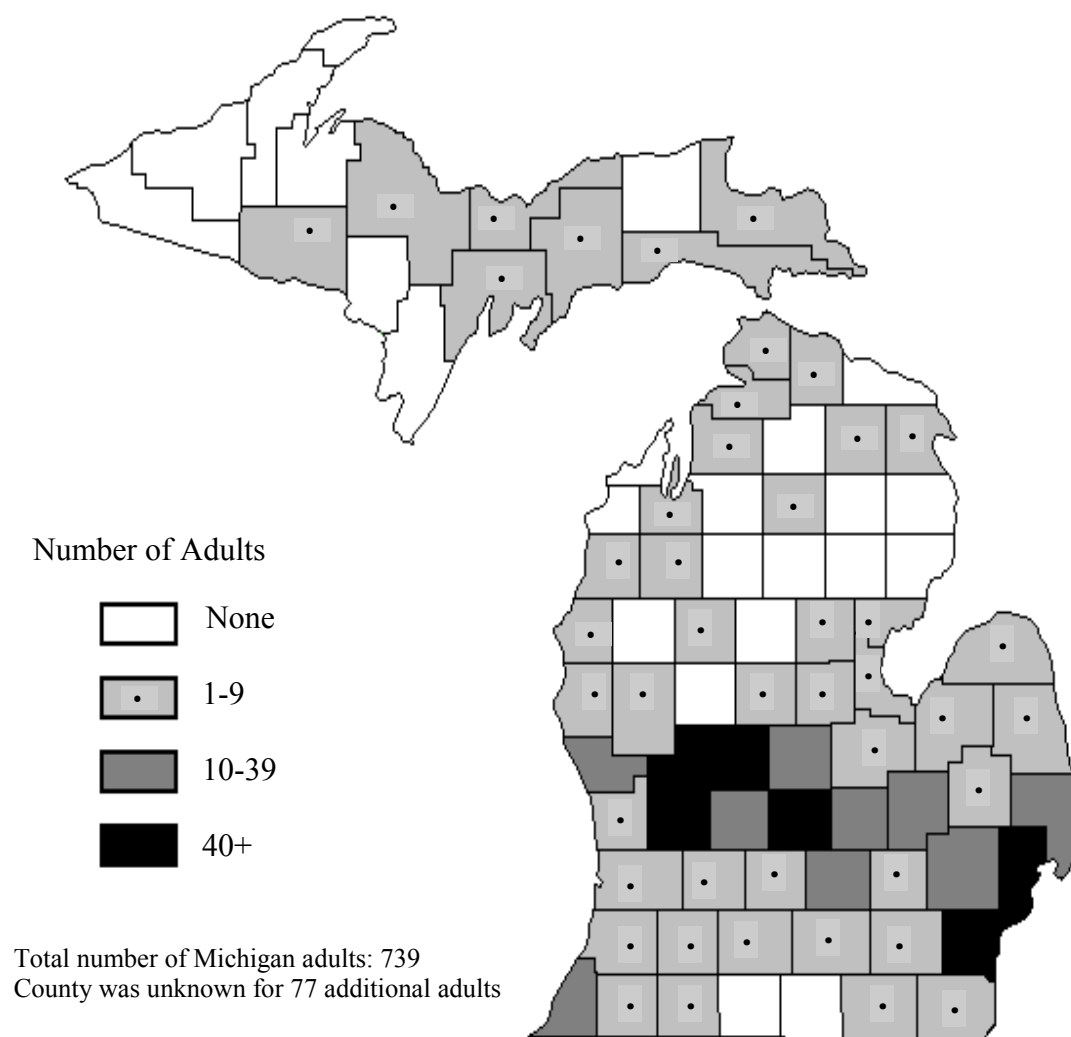 Number of Adults
None
1-9
10-39
40+
Total number of Michigan adults: 739
County was unknown for 77 additional adults